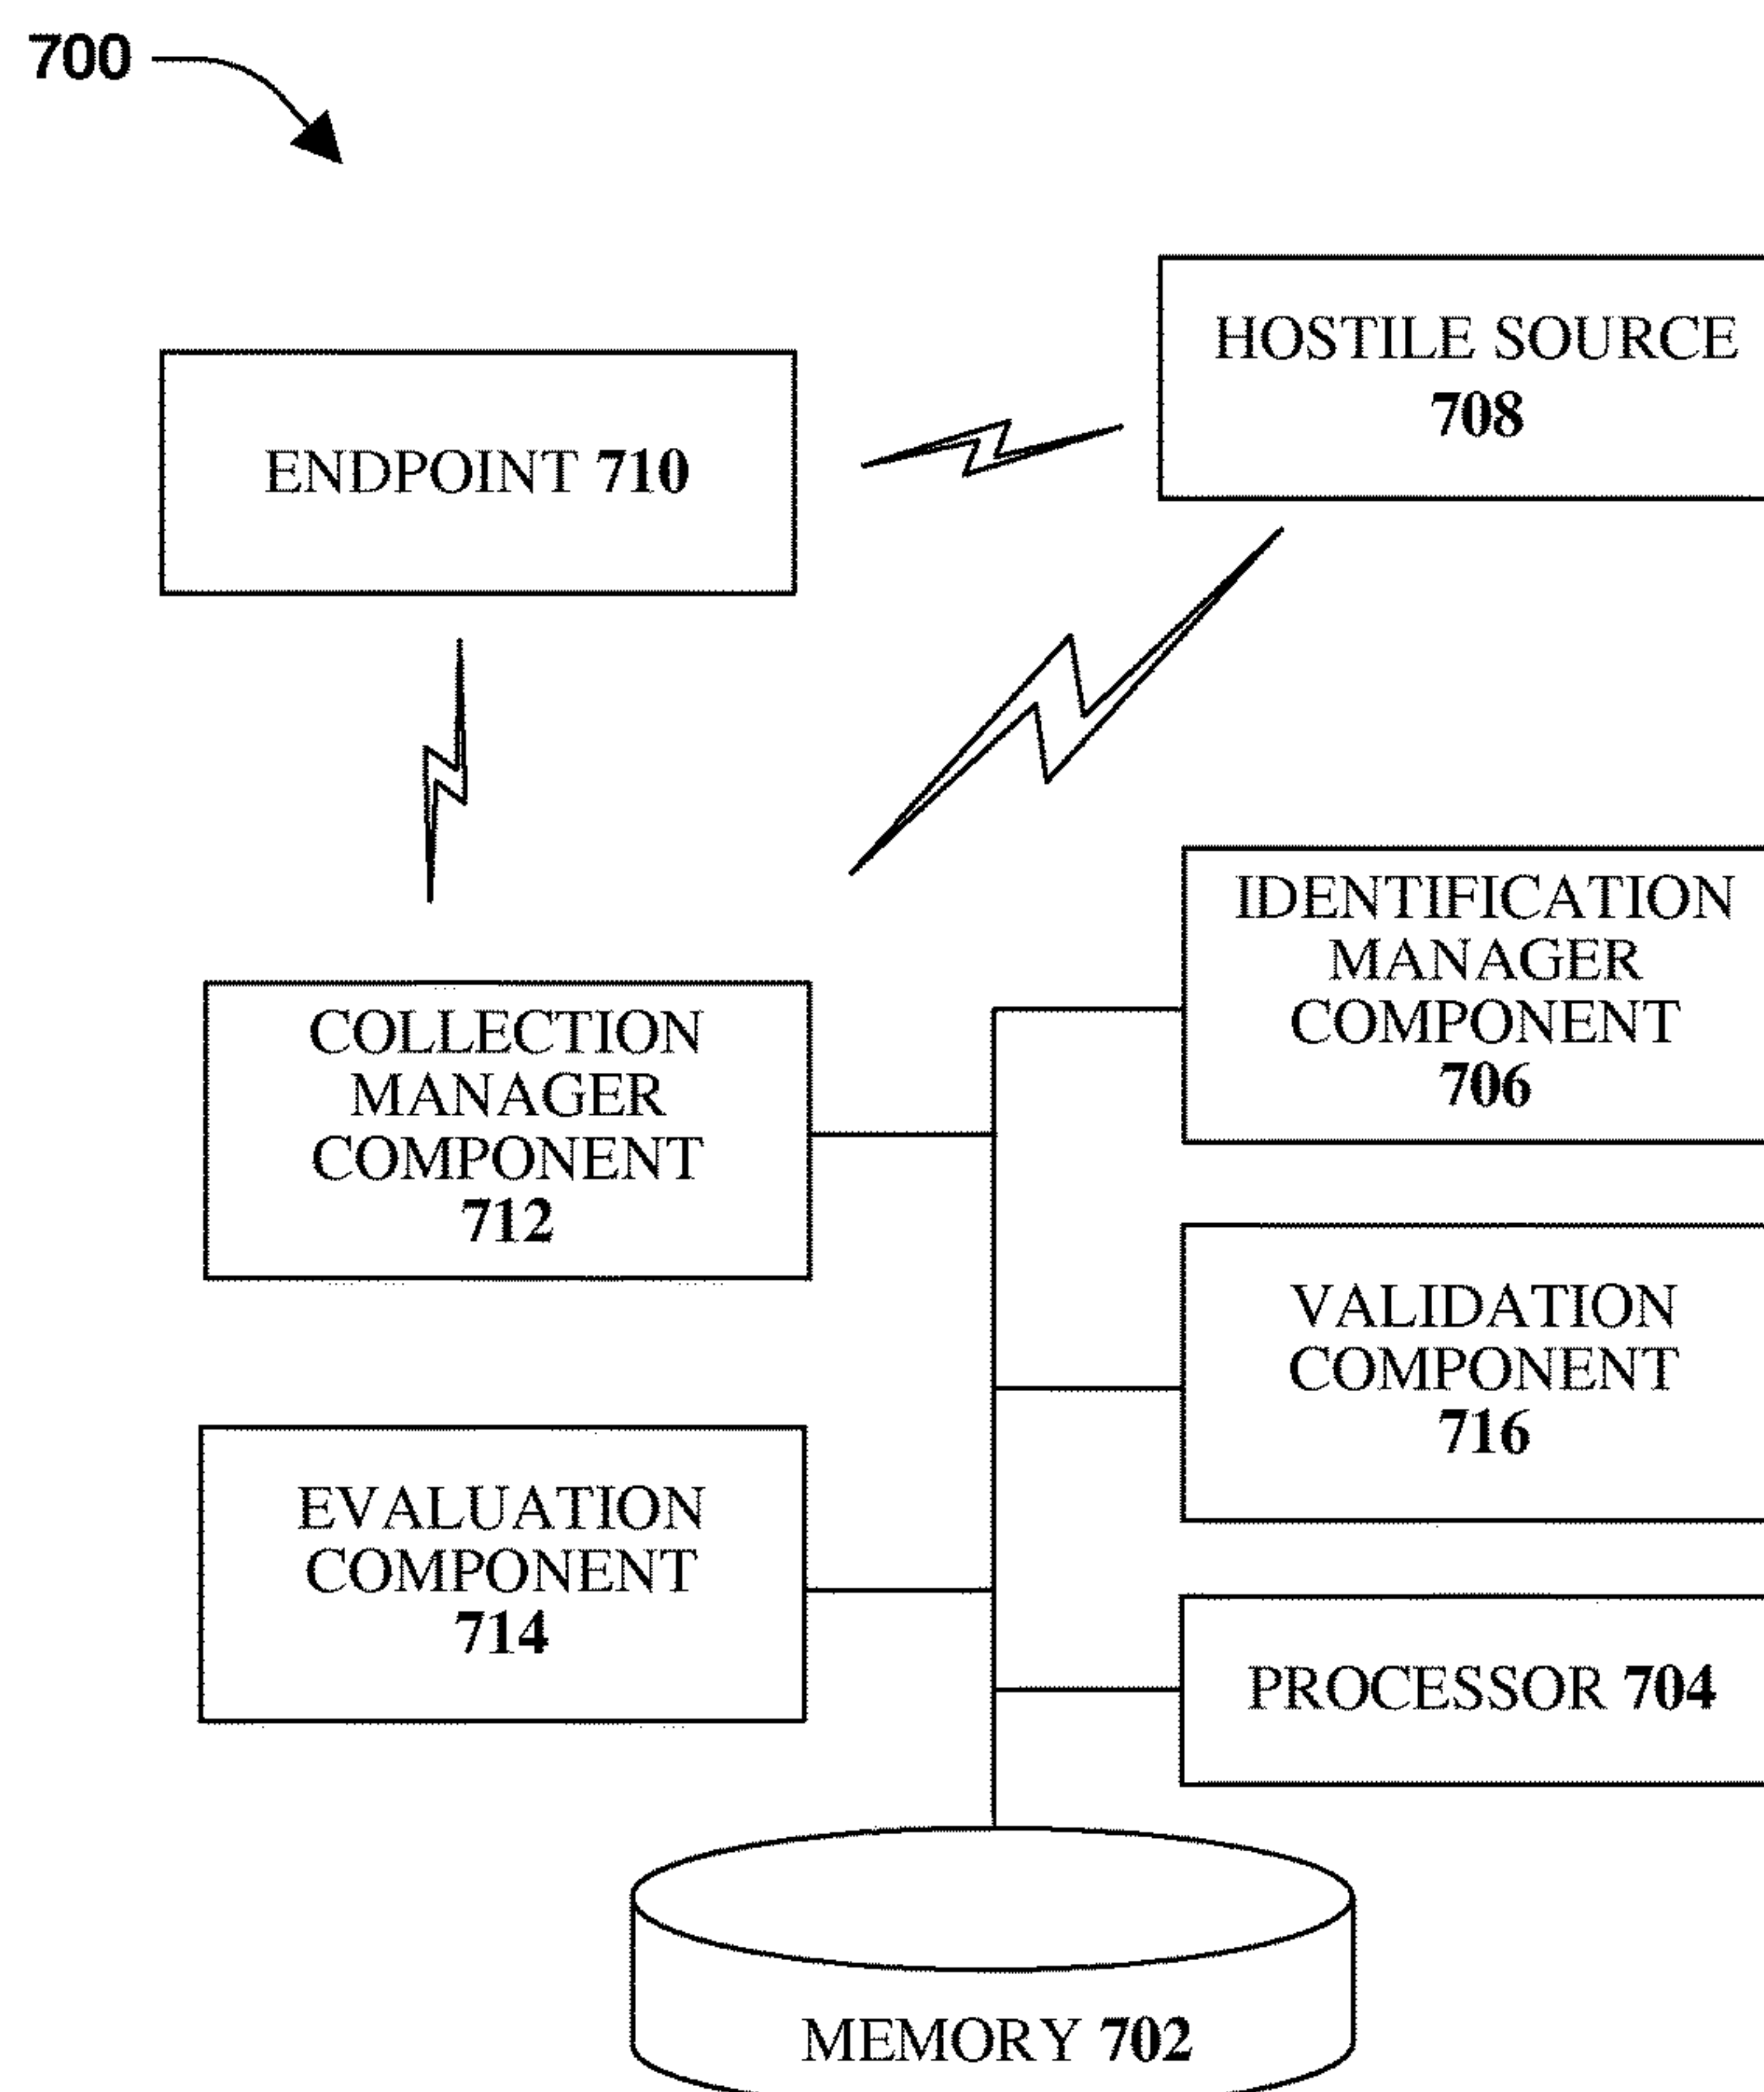 700
HOSTILE SOURCE
708
ENDPOINT 710
IDENTIFICATION
MANAGER
COMPONENT
706
COLLECTION
MANAGER
COMPONENT
712
VALIDATION
COMPONENT
716
EVALUATION
COMPONENT
714
PROCESSOR 704
MEMORY 702